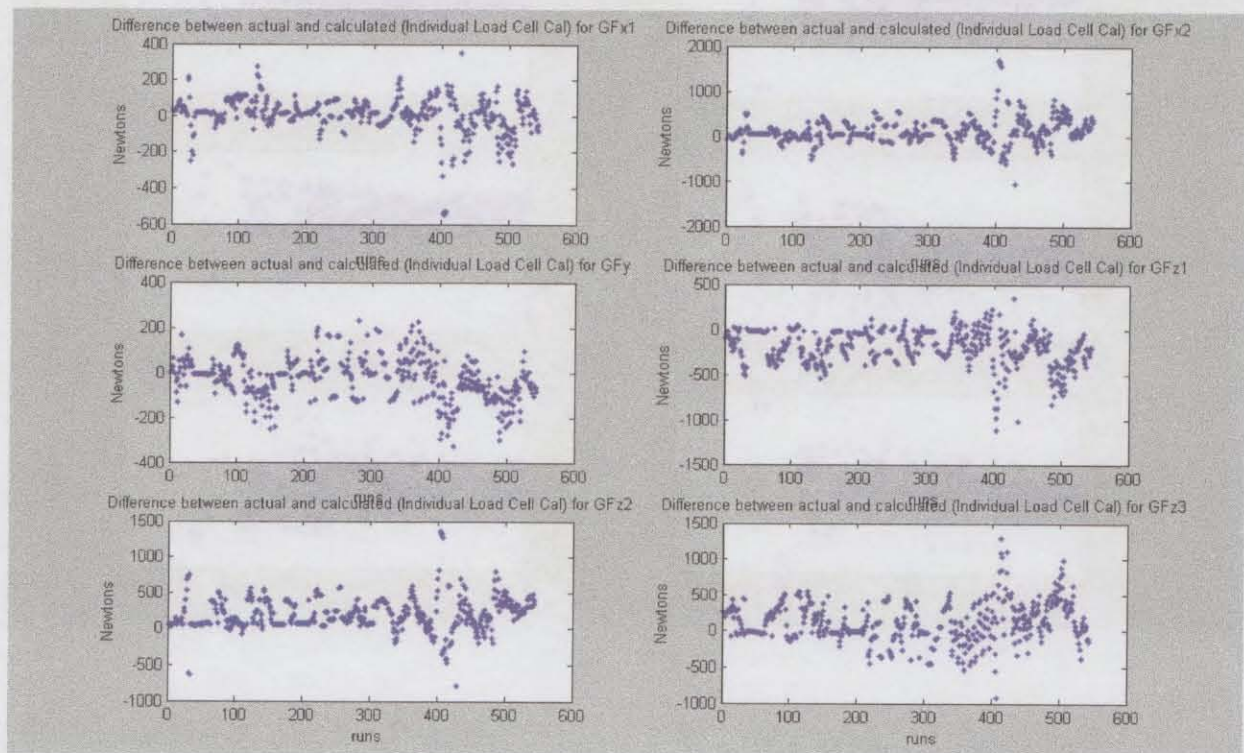 Difference between actual and calculated (Individual Load Cell Cal) for GFx1
400
200
0
-200
-400
-600
Newtons
0 100 200 300 400 500 600
runs
Difference between actual and calculated (Individual Load Cell Cal) for GFx2
2000
1000
0
-1000
-2000
Newtons
0 100 200 300 400 500 600
runs
Difference between actual and calculated (Individual Load Cell Cal) for GFy
400
200
0
-200
-400
Newtons
0 100 200 300 400 500 600
runs
Difference between actual and calculated (Individual Load Cell Cal) for GFz1
500
0
-500
-1000
-1500
Newtons
0 100 200 300 400 500 600
runs
Difference between actual and calculated (Individual Load Cell Cal) for GFz2
1500
1000
500
0
-500
-1000
Newtons
0 100 200 300 400 500 600
runs
Difference between actual and calculated (Individual Load Cell Cal) for GFz3
1500
1000
500
0
-500
-1000
Newtons
0 100 200 300 400 500 600
runs